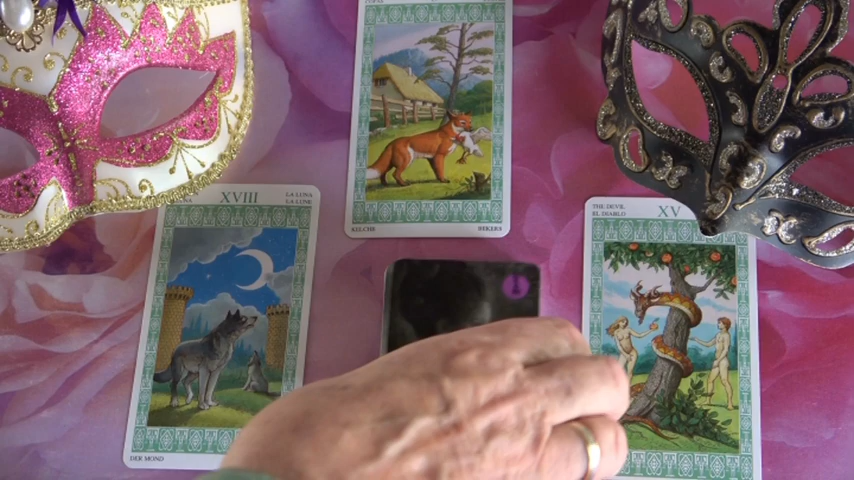 KELCHE
BEKERS
XVIII
LA LUNA
LA LUNE
DER MOND
THE DEVIL
EL DIABLO
XV